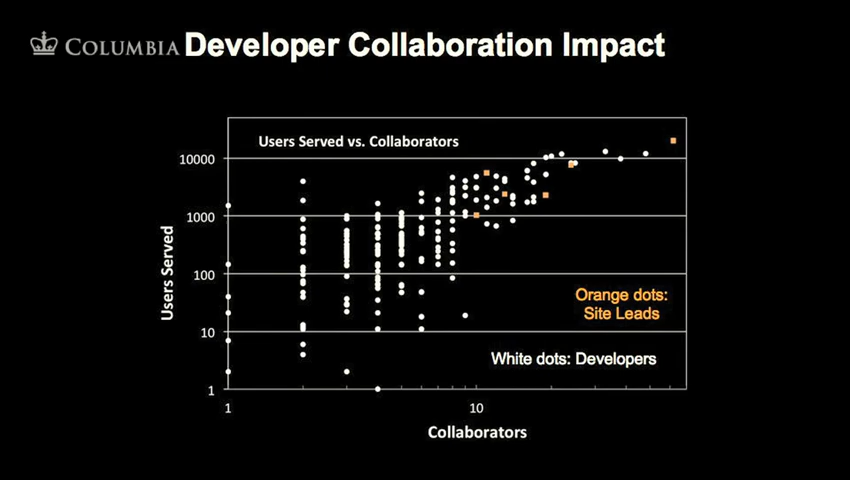 COLUMBIA Developer Collaboration Impact
Users Served vs. Collaborators
10000
1000
100
10
1
Users Served
Orange dots:
Site Leads
White dots: Developers
1
10
Collaborators